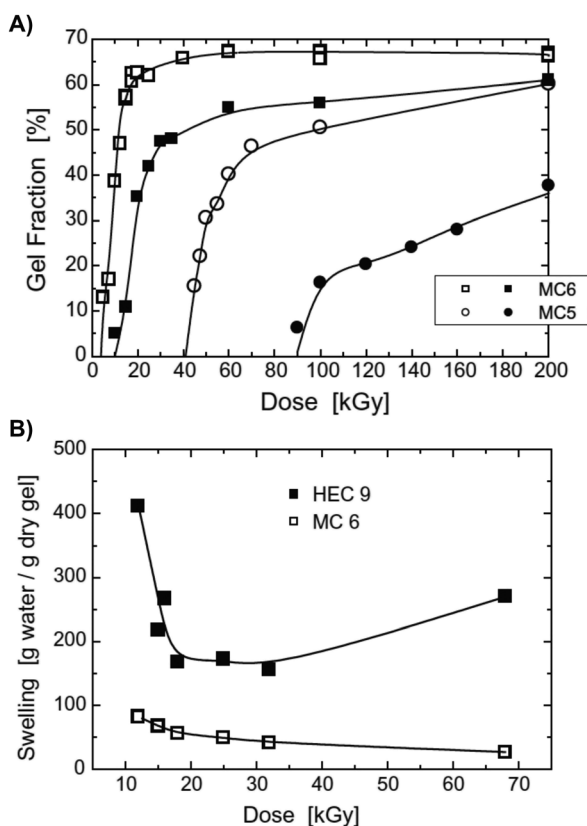 A)
70
60
50
40
30
20
10
0
Gel Fraction [%]
MC6
MC5
0 20 40 60 80 100 120 140 160 180 200
Dose [kGy]
B)
500
400
300
200
100
0
Swelling [g water / g dry gel]
HEC 9
MC 6
10 20 30 40 50 60 70
Dose [kGy]